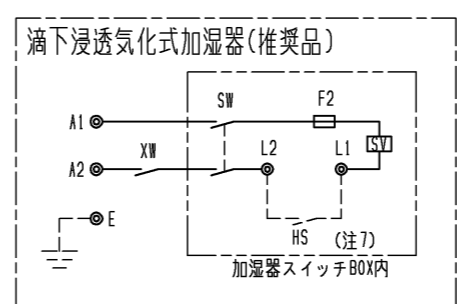 滴下浸透気化式加湿器(推奨品)
SW
F2
A1
XW
L2
L1
SV
A2
E
HS (注7)
加湿器スイッチBOX内